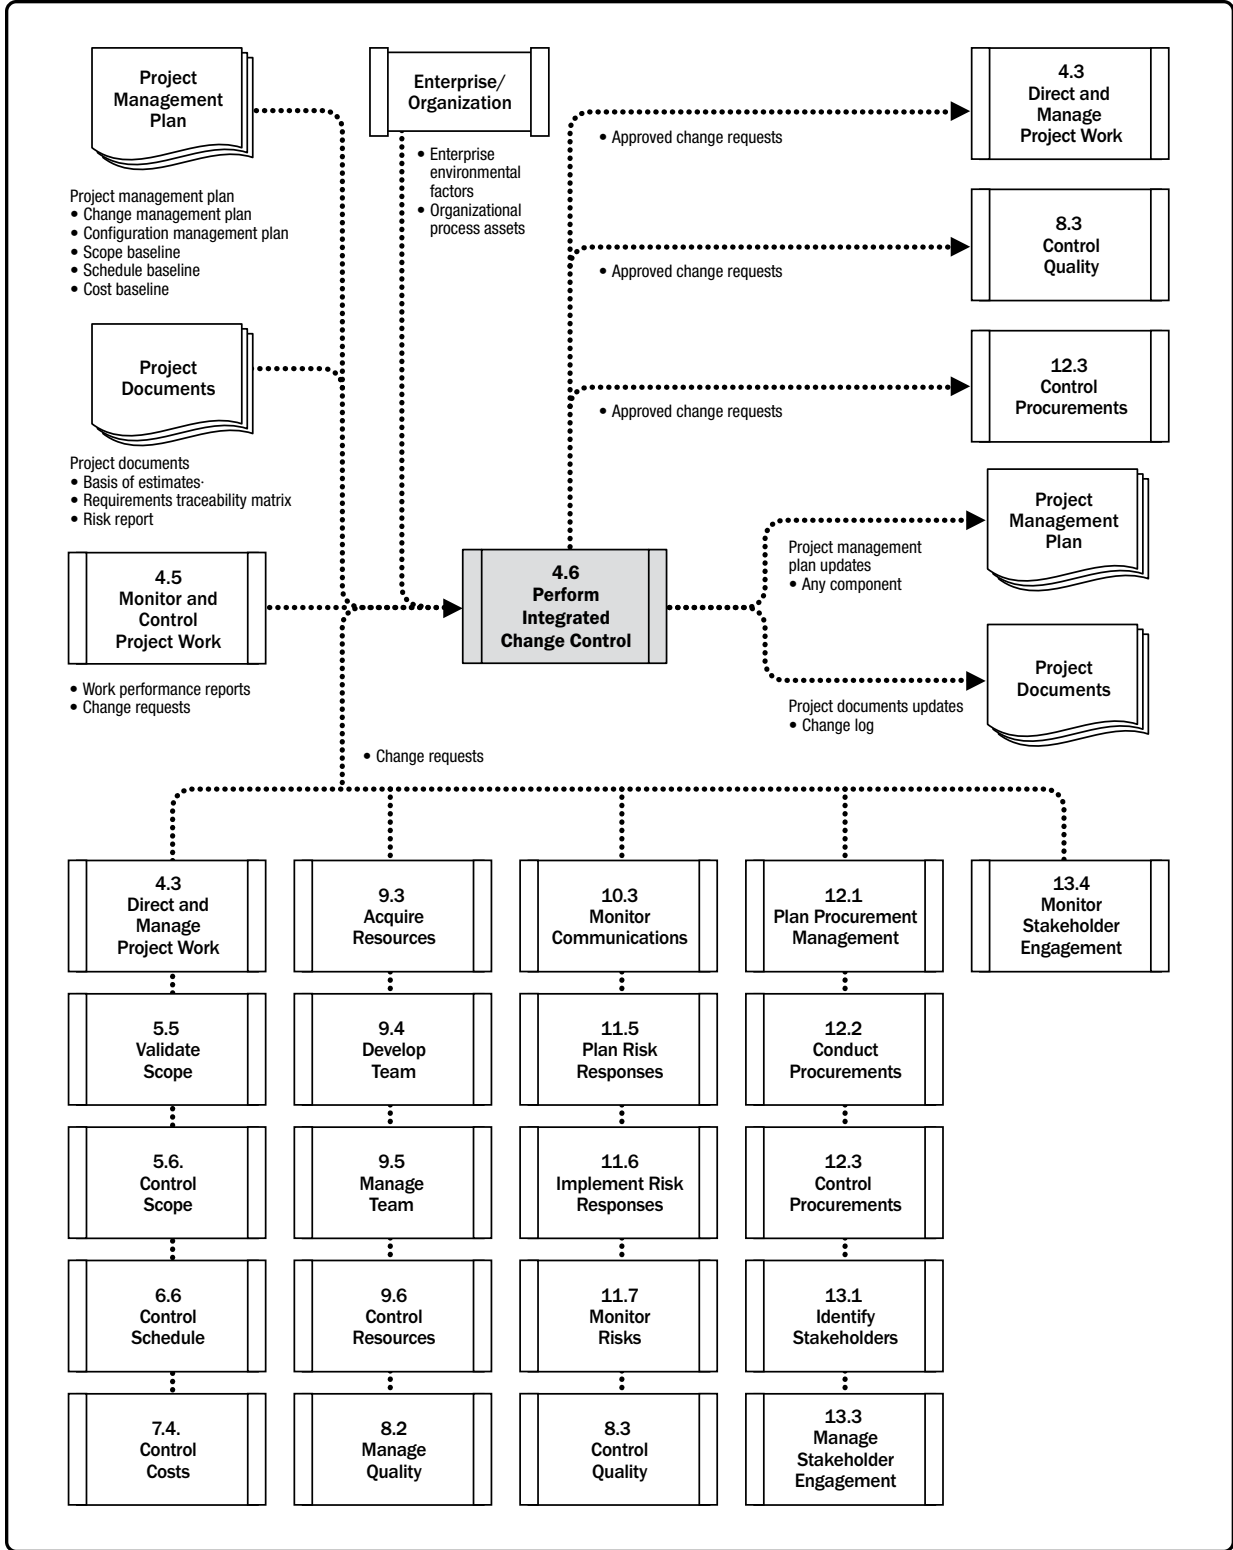 Project
Management
Plan
Enterprise/
Organization
4.3
Direct and
Manage
Project Work
• Approved change requests
• Enterprise
environmental
factors
• Organizational
process assets
Project management plan
• Change management plan
• Configuration management plan
• Scope baseline
• Schedule baseline
• Cost baseline
8.3
Control
Quality
• Approved change requests
Project
Documents
12.3
Control
Procurements
• Approved change requests
Project documents
• Basis of estimates·
• Requirements traceability matrix
• Risk report
Project
Management
Plan
4.5
Monitor and
Control
Project Work
4.6
Perform
Integrated
Change Control
Project management
plan updates
• Any component
• Work performance reports
• Change requests
Project
Documents
Project documents updates
• Change log
• Change requests
4.3
Direct and
Manage
Project Work
9.3
Acquire
Resources
10.3
Monitor
Communications
12.1
Plan Procurement
Management
13.4
Monitor
Stakeholder
Engagement
5.5
Validate
Scope
9.4
Develop
Team
11.5
Plan Risk
Responses
12.2
Conduct
Procurements
5.6.
Control
Scope
9.5
Manage
Team
11.6
Implement Risk
Responses
12.3
Control
Procurements
6.6
Control
Schedule
9.6
Control
Resources
11.7
Monitor
Risks
13.1
Identify
Stakeholders
7.4.
Control
Costs
8.2
Manage
Quality
8.3
Control
Quality
13.3
Manage
Stakeholder
Engagement